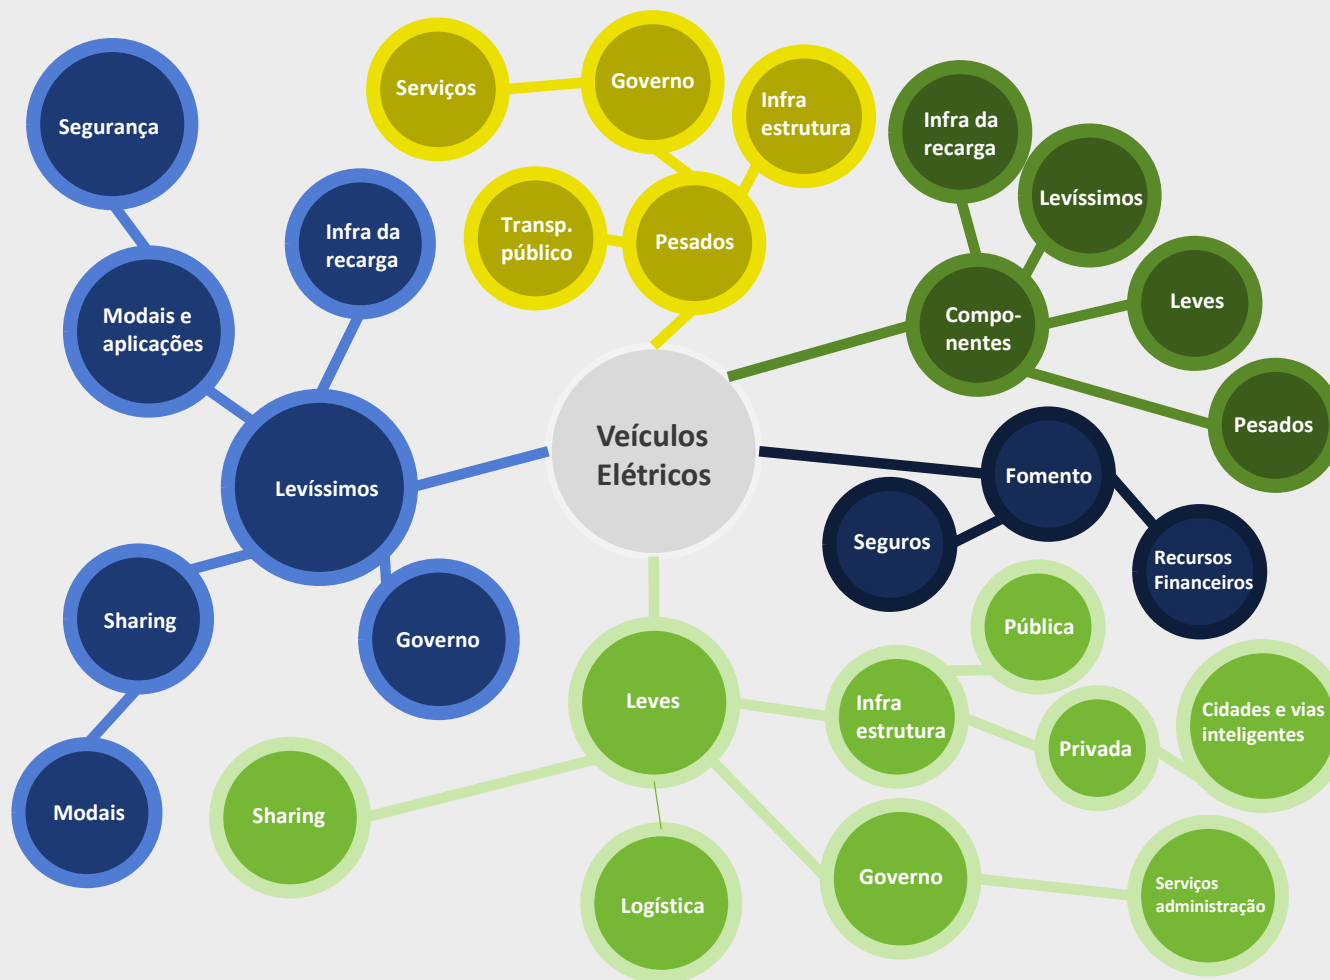 Segurança
Serviços
Governo
Infra
estrutura
Infra da
recarga
Levíssimos
Infra da
recarga
Transp.
público
Pesados
Modais e
aplicações
Compo-
nentes
Leves
Pesados
Veículos
Elétricos
Levíssimos
Fomento
Seguros
Recursos
Financeiros
Sharing
Governo
Pública
Leves
Infra
estrutura
Privada
Cidades e vias
inteligentes
Modais
Sharing
Logística
Governo
Serviços
administração